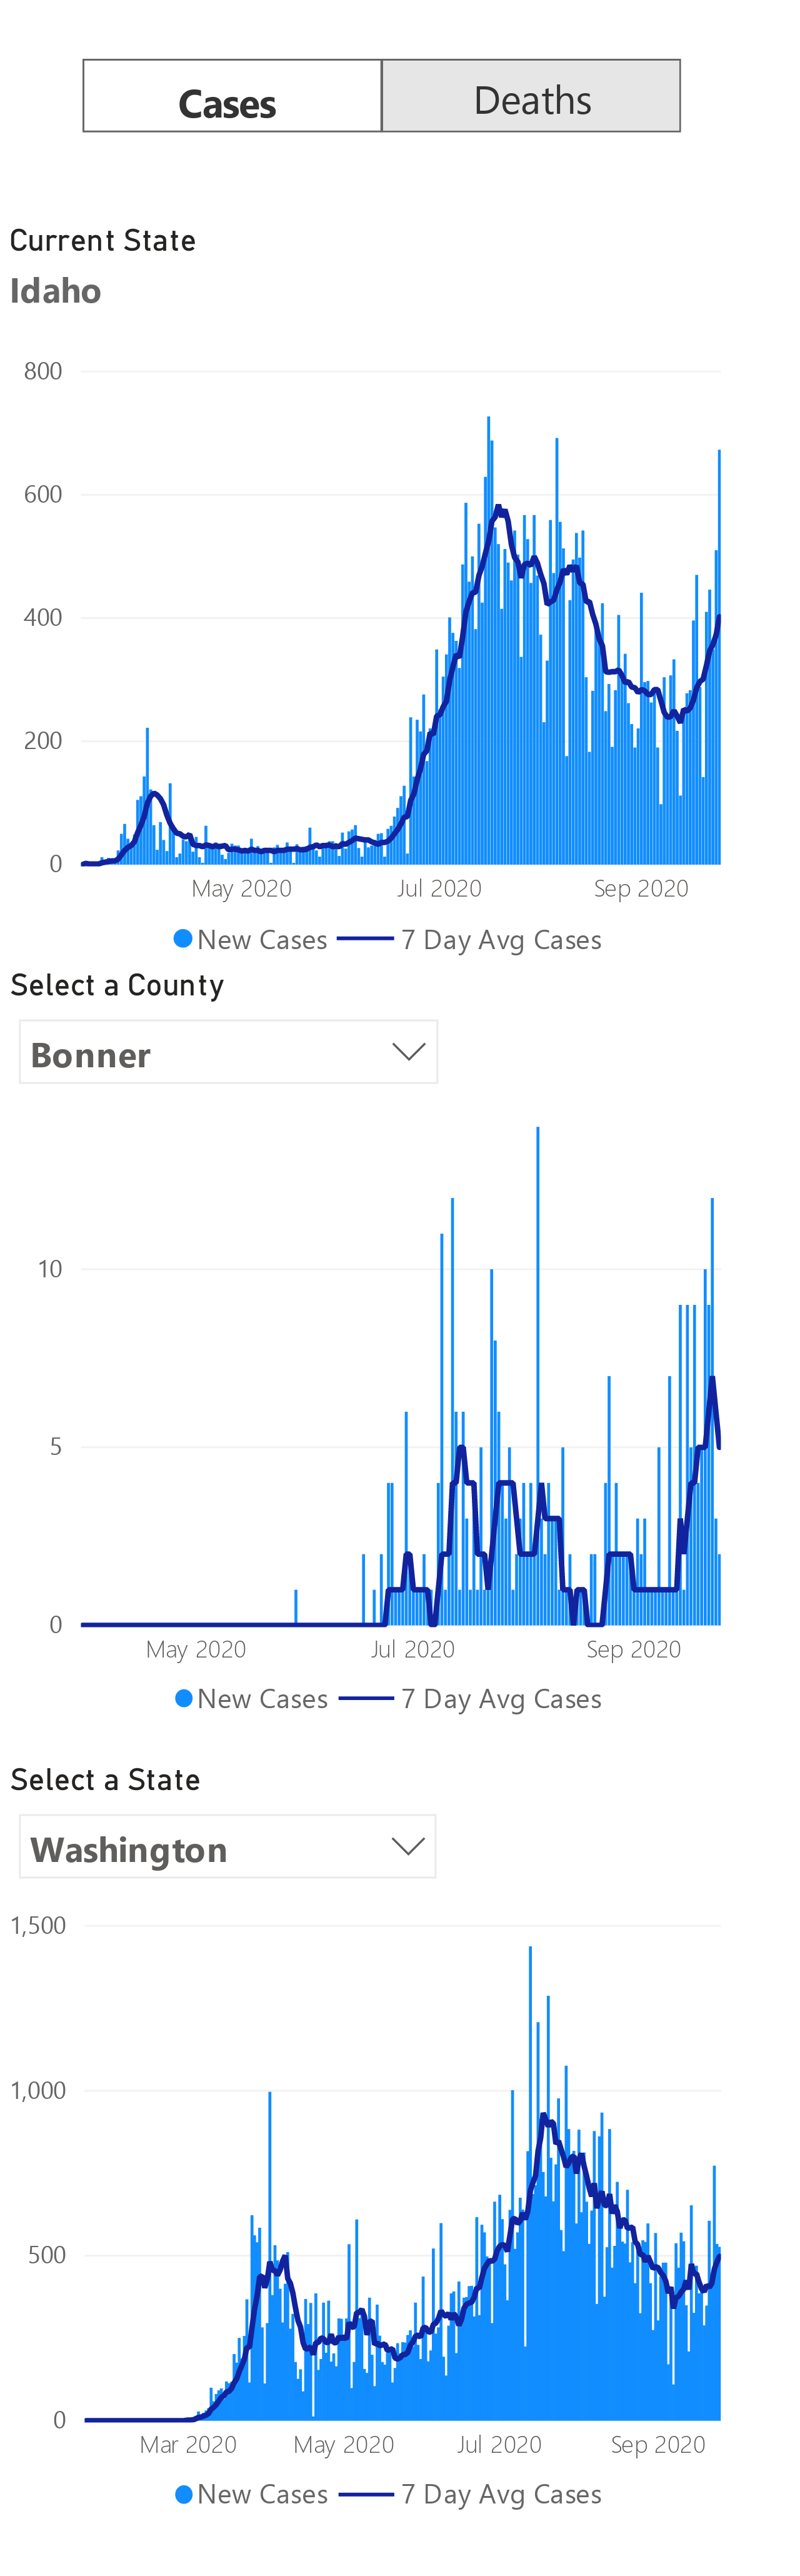 Cases Deaths
Current State
Idaho
800
600
400
200
0
May 2020 Jul 2020 Sep 2020
New Cases 7 Day Avg Cases
Select a County
Bonner
10
5
0
May 2020 Jul 2020 Sep 2020
New Cases 7 Day Avg Cases
Select a State
Washington
1,500
1,000
500
0
Mar 2020 May 2020 Jul 2020 Sep 2020
New Cases 7 Day Avg Cases